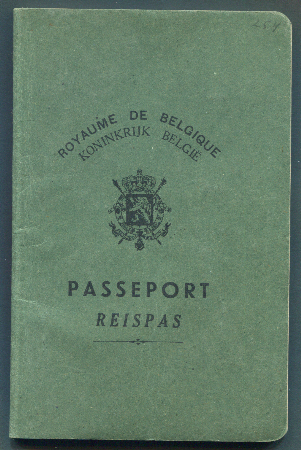 ROYAUME DE BELGIQUE
KONINKRIJK BELGIË
PASSEPORT
REISPAS